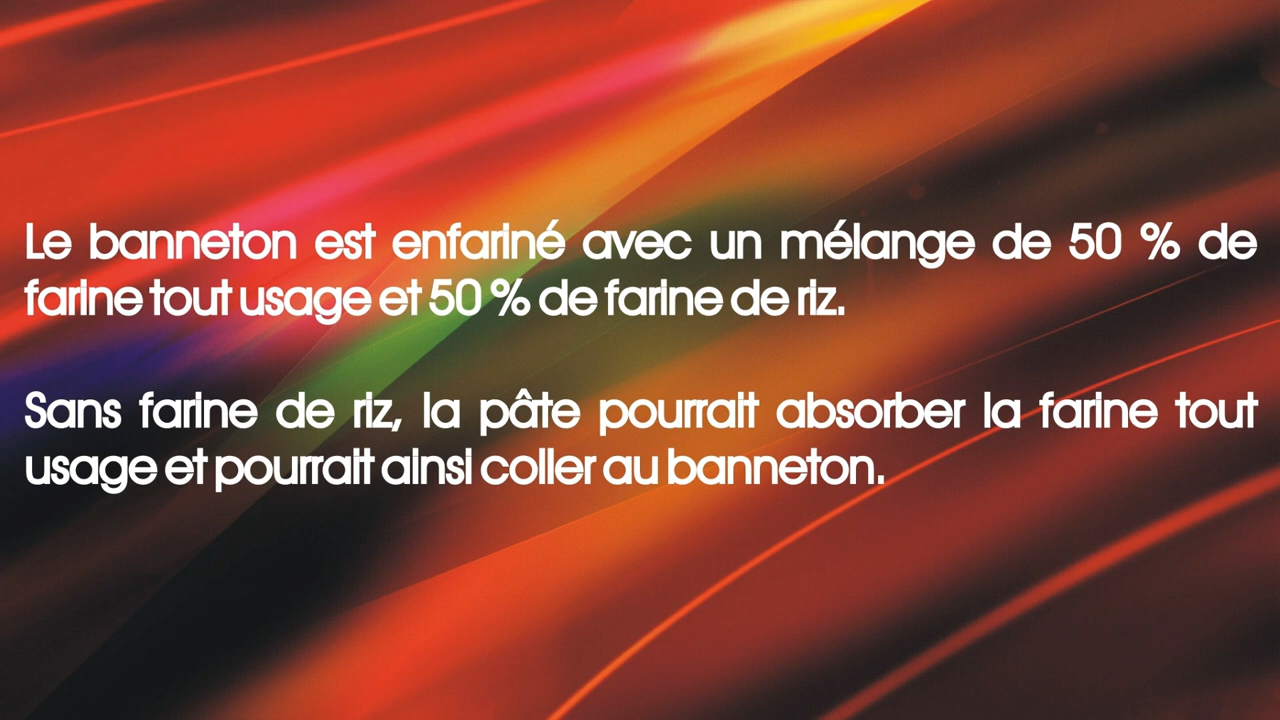 Le banneton est enfariné avec un mélange de 50 % de
farine tout usage et 50 % de farine de riz.
Sans farine de riz, la pâte pourrait absorber la farine tout
usage et pourrait ainsi coller au banneton.